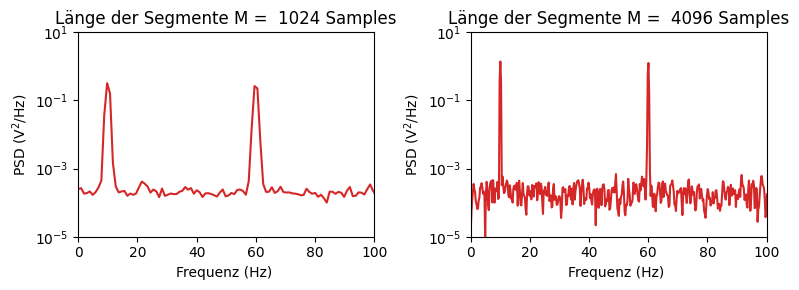 Länge der Segmente M =  1024 Samples
10^1
10^-1
10^-3
10^-5
PSD (V^2/Hz)
0 20 40 60 80 100
Frequenz (Hz)
Länge der Segmente M =  4096 Samples
10^1
10^-1
10^-3
10^-5
PSD (V^2/Hz)
0 20 40 60 80 100
Frequenz (Hz)